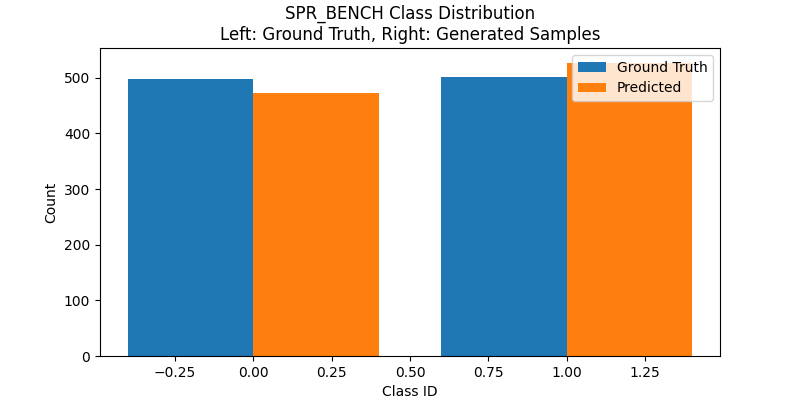 SPR_BENCH Class Distribution
Left: Ground Truth, Right: Generated Samples
Ground Truth
Predicted
Count
500
400
300
200
100
0
−0.25 0.00 0.25 0.50 0.75 1.00 1.25
Class ID